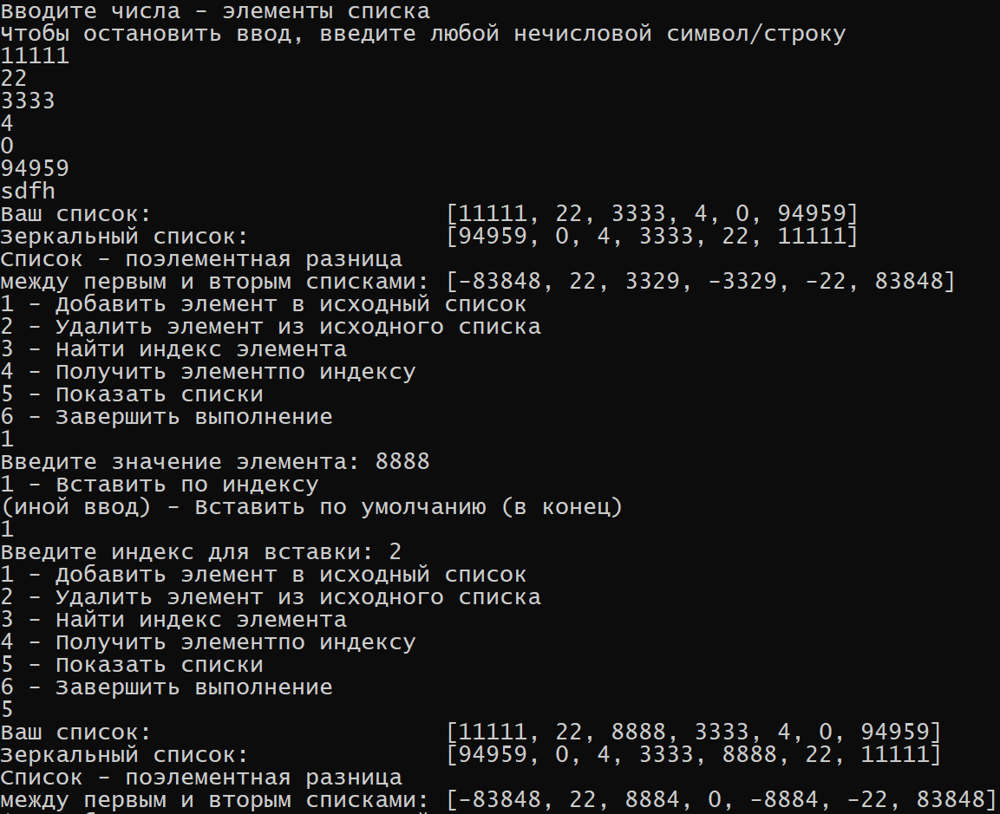 Вводите числа - элементы списка
Чтобы остановить ввод, введите любой нечисловой символ/строку
11111
22
3333
4
0
94959
sdfh
Ваш список: [11111, 22, 3333, 4, 0, 94959]
Зеркальный список: [94959, 0, 4, 3333, 22, 11111]
Список - поэлементная разница
между первым и вторым списками: [-83848, 22, 3329, -3329, -22, 83848]
1 - Добавить элемент в исходный список
2 - Удалить элемент из исходного списка
3 - Найти индекс элемента
4 - Получить элементпо индексу
5 - Показать списки
6 - Завершить выполнение
1
Введите значение элемента: 8888
1 - Вставить по индексу
(иной ввод) - Вставить по умолчанию (в конец)
1
Введите индекс для вставки: 2
1 - Добавить элемент в исходный список
2 - Удалить элемент из исходного списка
3 - Найти индекс элемента
4 - Получить элементпо индексу
5 - Показать списки
6 - Завершить выполнение
5
Ваш список: [11111, 22, 8888, 3333, 4, 0, 94959]
Зеркальный список: [94959, 0, 4, 3333, 8888, 22, 11111]
Список - поэлементная разница
между первым и вторым списками: [-83848, 22, 8884, 0, -8884, -22, 83848]